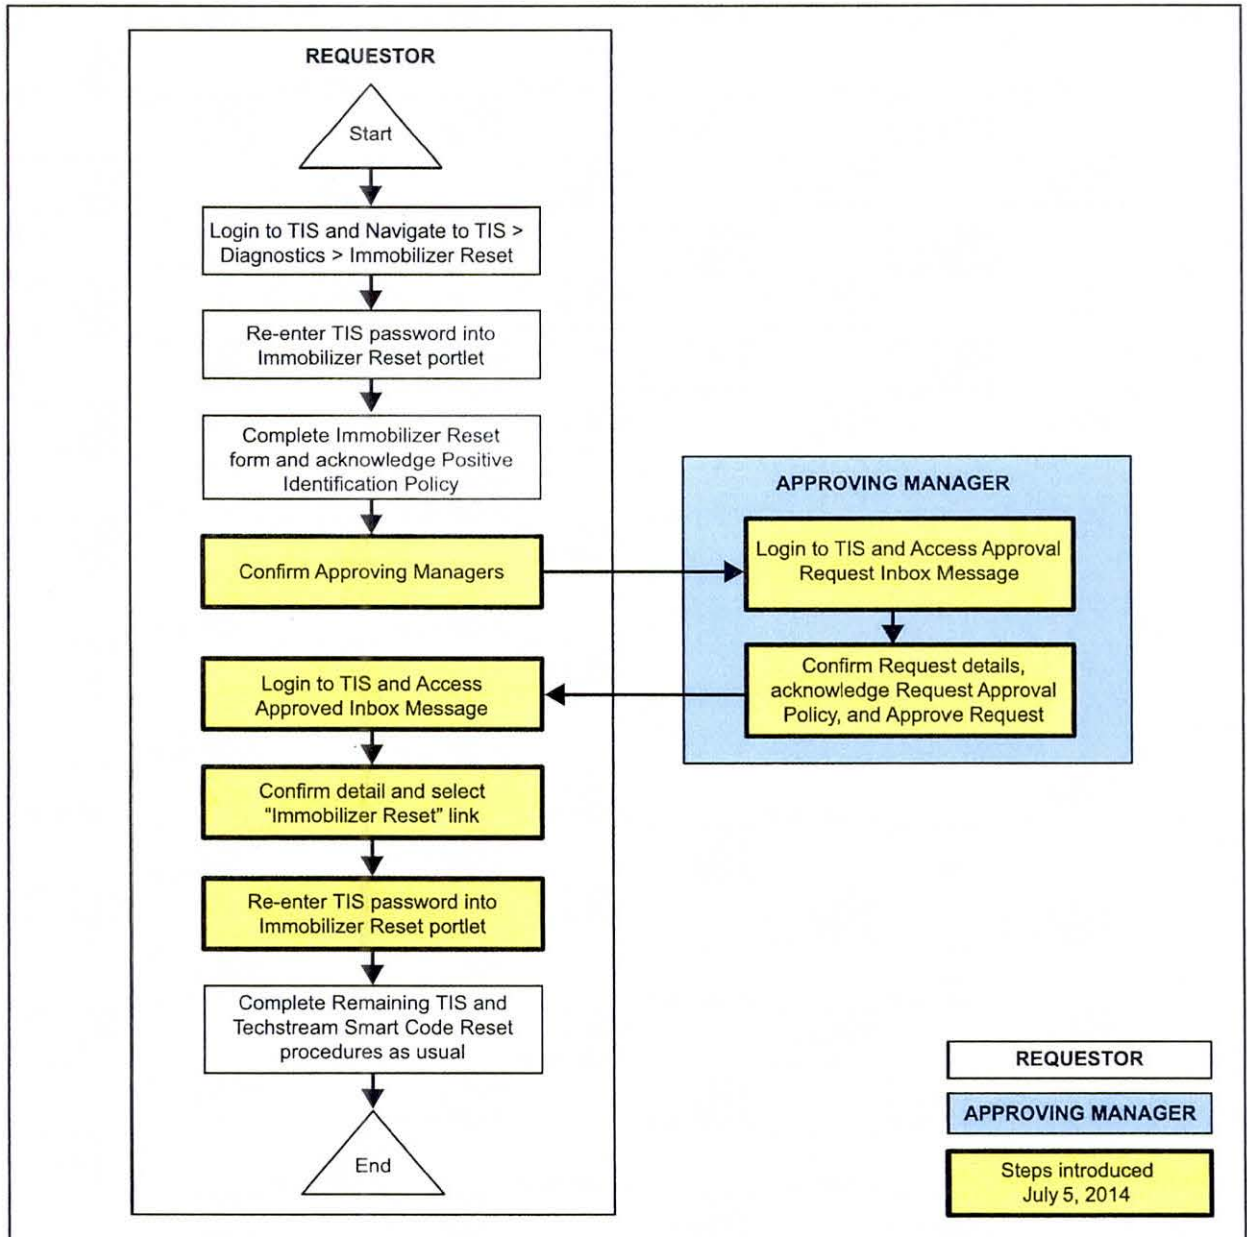 REQUESTOR
Start
Login to TIS and Navigate to TIS >
Diagnostics > Immobilizer Reset
Re-enter TIS password into
Immobilizer Reset portlet
Complete Immobilizer Reset
form and acknowledge Positive
Identification Policy
Confirm Approving Managers
APPROVING MANAGER
Login to TIS and Access Approval
Request Inbox Message
Confirm Request details,
acknowledge Request Approval
Policy, and Approve Request
Login to TIS and Access
Approved Inbox Message
Confirm detail and select
“Immobilizer Reset” link
Re-enter TIS password into
Immobilizer Reset portlet
Complete Remaining TIS and
Techstream Smart Code Reset
procedures as usual
End
REQUESTOR
APPROVING MANAGER
Steps introduced
July 5, 2014